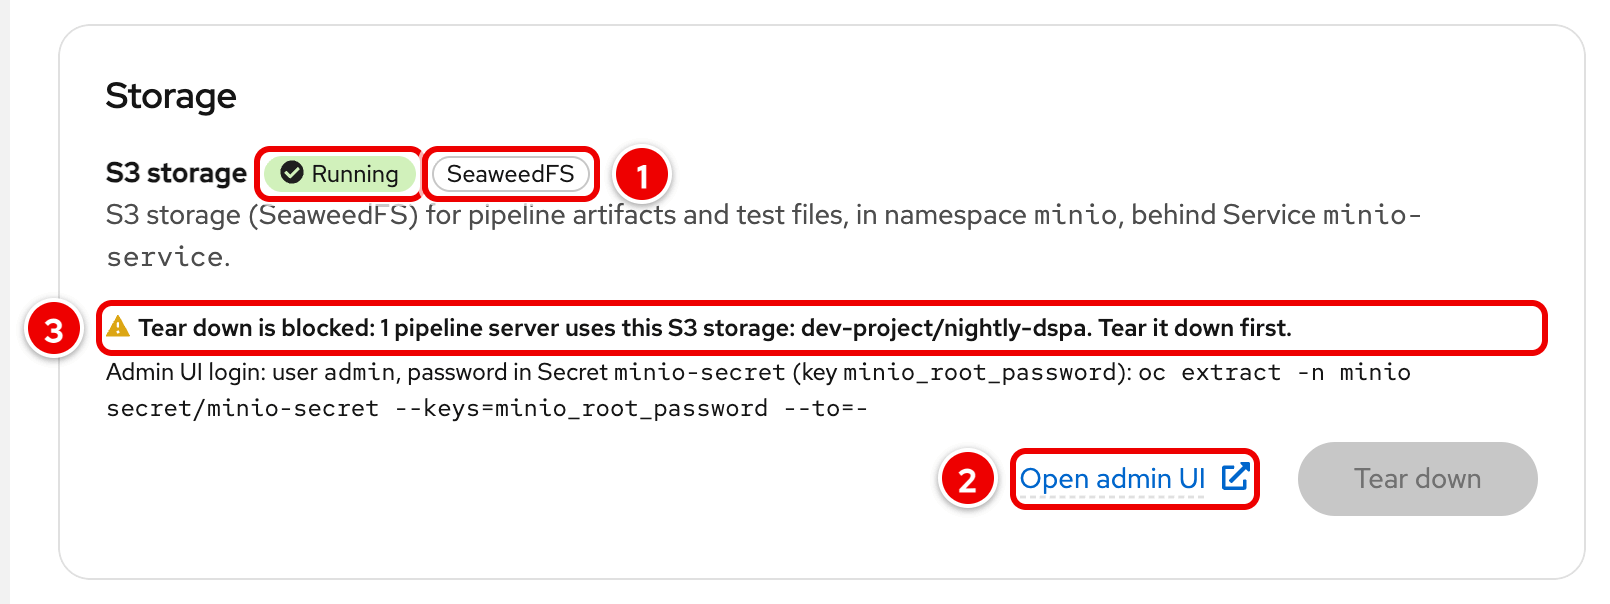 Storage
S3 storage Running SeaweedFS 1
S3 storage (SeaweedFS) for pipeline artifacts and test files, in namespace minio, behind Service minio-
service.
3 Tear down is blocked: 1 pipeline server uses this S3 storage: dev-project/nightly-dspa. Tear it down first.
Admin UI login: user admin, password in Secret minio-secret (key minio_root_password): oc extract -n minio
secret/minio-secret --keys=minio_root_password --to=-
2 Open admin UI Tear down